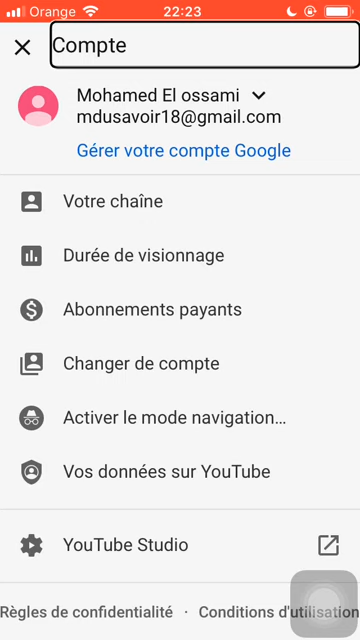 Orange 22:23
Compte
Mohamed El ossami
mdusavoir18@gmail.com
Gérer votre compte Google
Votre chaîne
Durée de visionnage
Abonnements payants
Changer de compte
Activer le mode navigation...
Vos données sur YouTube
YouTube Studio
Règles de confidentialité · Conditions d'utilisation